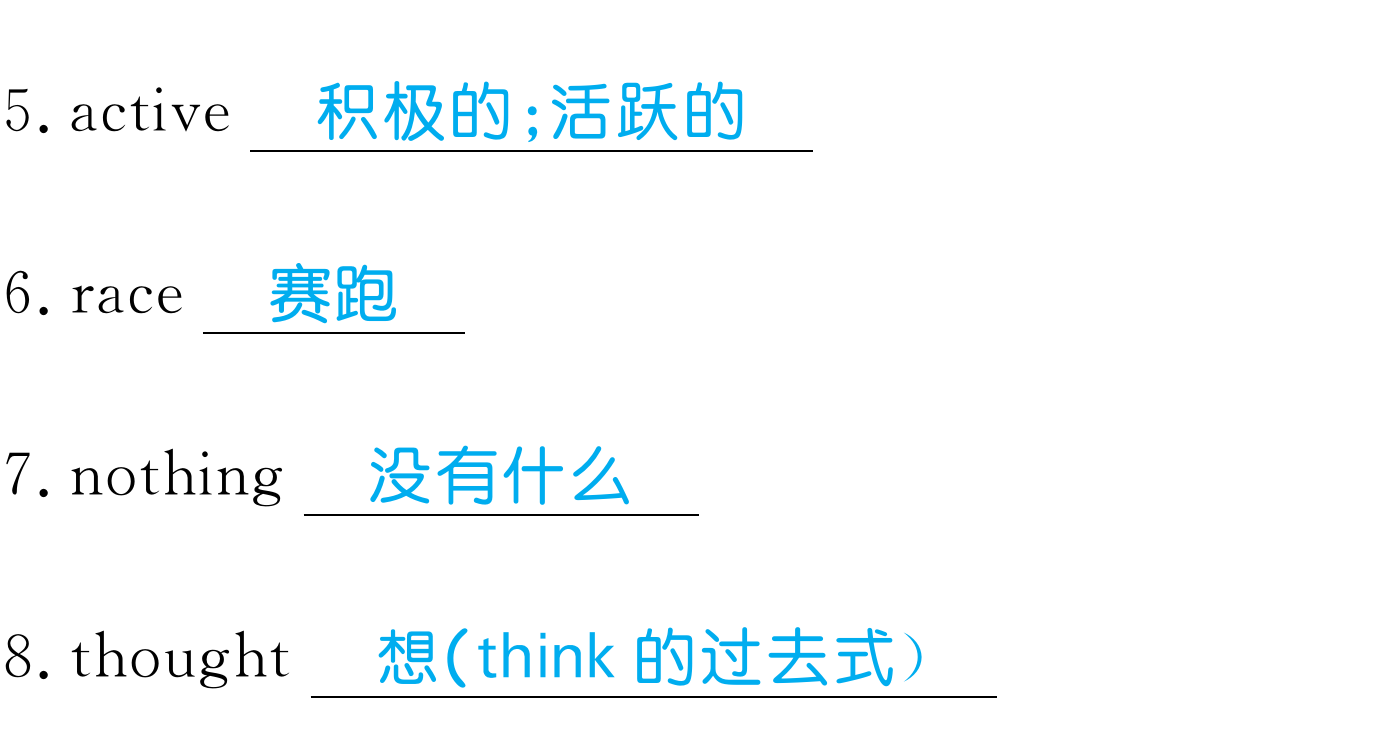 5. active 积极的;活跃的
6. race 赛跑
7. nothing 没有什么
8. thought 想(think 的过去式)